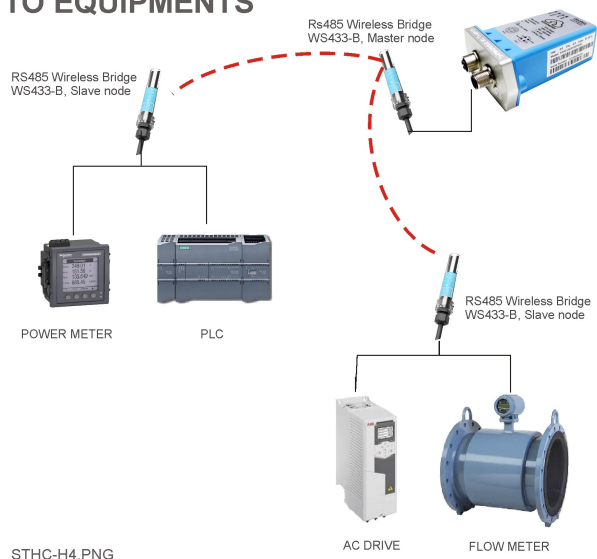 TO EQUIPMENTS
Rs485 Wireless Bridge
WS433-B, Master node
RS485 Wireless Bridge
WS433-B, Slave node
POWER METER
PLC
RS485 Wireless Bridge
WS433-B, Slave node
AC DRIVE
FLOW METER
STHC-H4.PNG